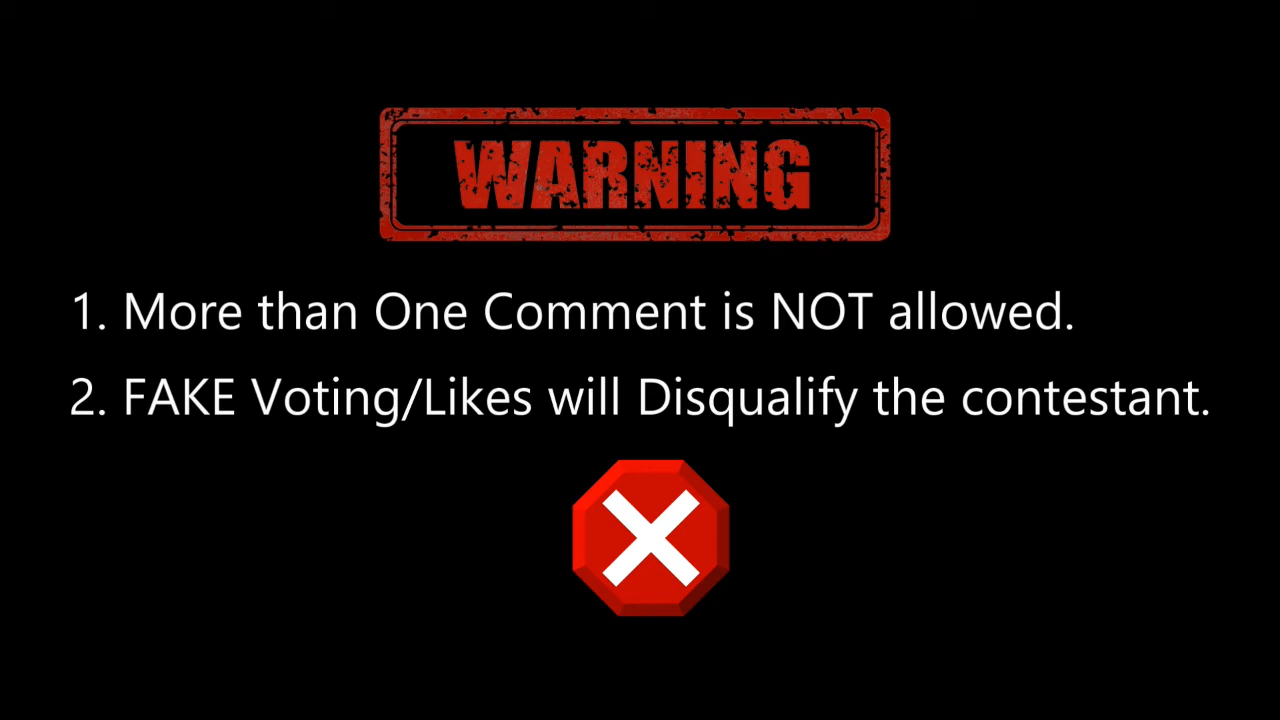 WARNING
1. More than One Comment is NOT allowed.
2. FAKE Voting/Likes will Disqualify the contestant.